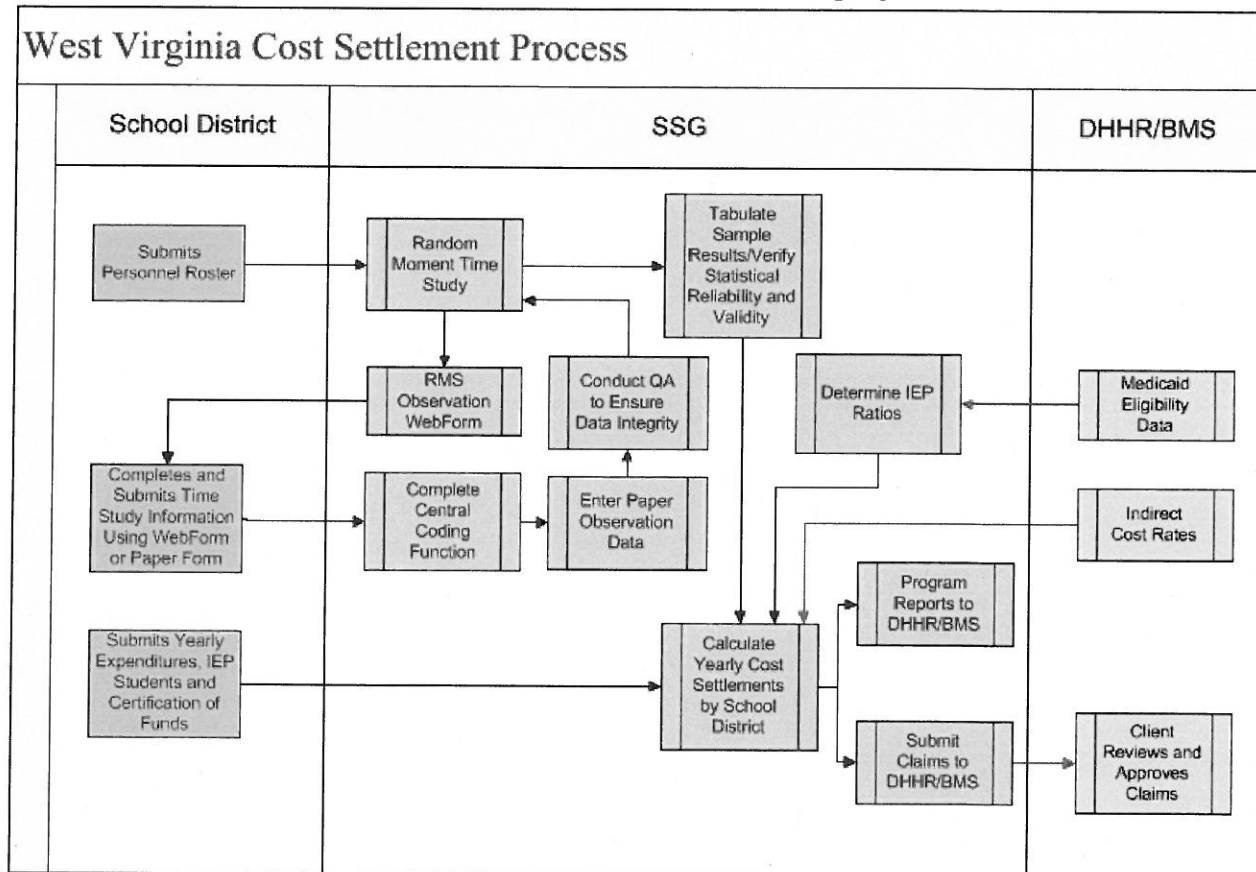 West Virginia Cost Settlement Process
School District
SSG
DHHR/BMS
Submits
Personnel Roster
Random
Moment Time
Study
Tabulate
Sample
Results/Verify
Statistical
Reliability and
Validity
RMS
Observation
WebForm
Conduct QA
to Ensure
Data Integrity
Determine IEP
Ratios
Medicaid
Eligibility
Data
Completes and
Submits Time
Study Information
Using WebForm
or Paper Form
Complete
Central
Coding
Function
Enter Paper
Observation
Data
Indirect
Cost Rates
Program
Reports to
DHHR/BMS
Submits Yearly
Expenditures, IEP
Students and
Certification of
Funds
Calculate
Yearly Cost
Settlements
by School
District
Submit
Claims to
DHHR/BMS
Client
Reviews and
Approves
Claims